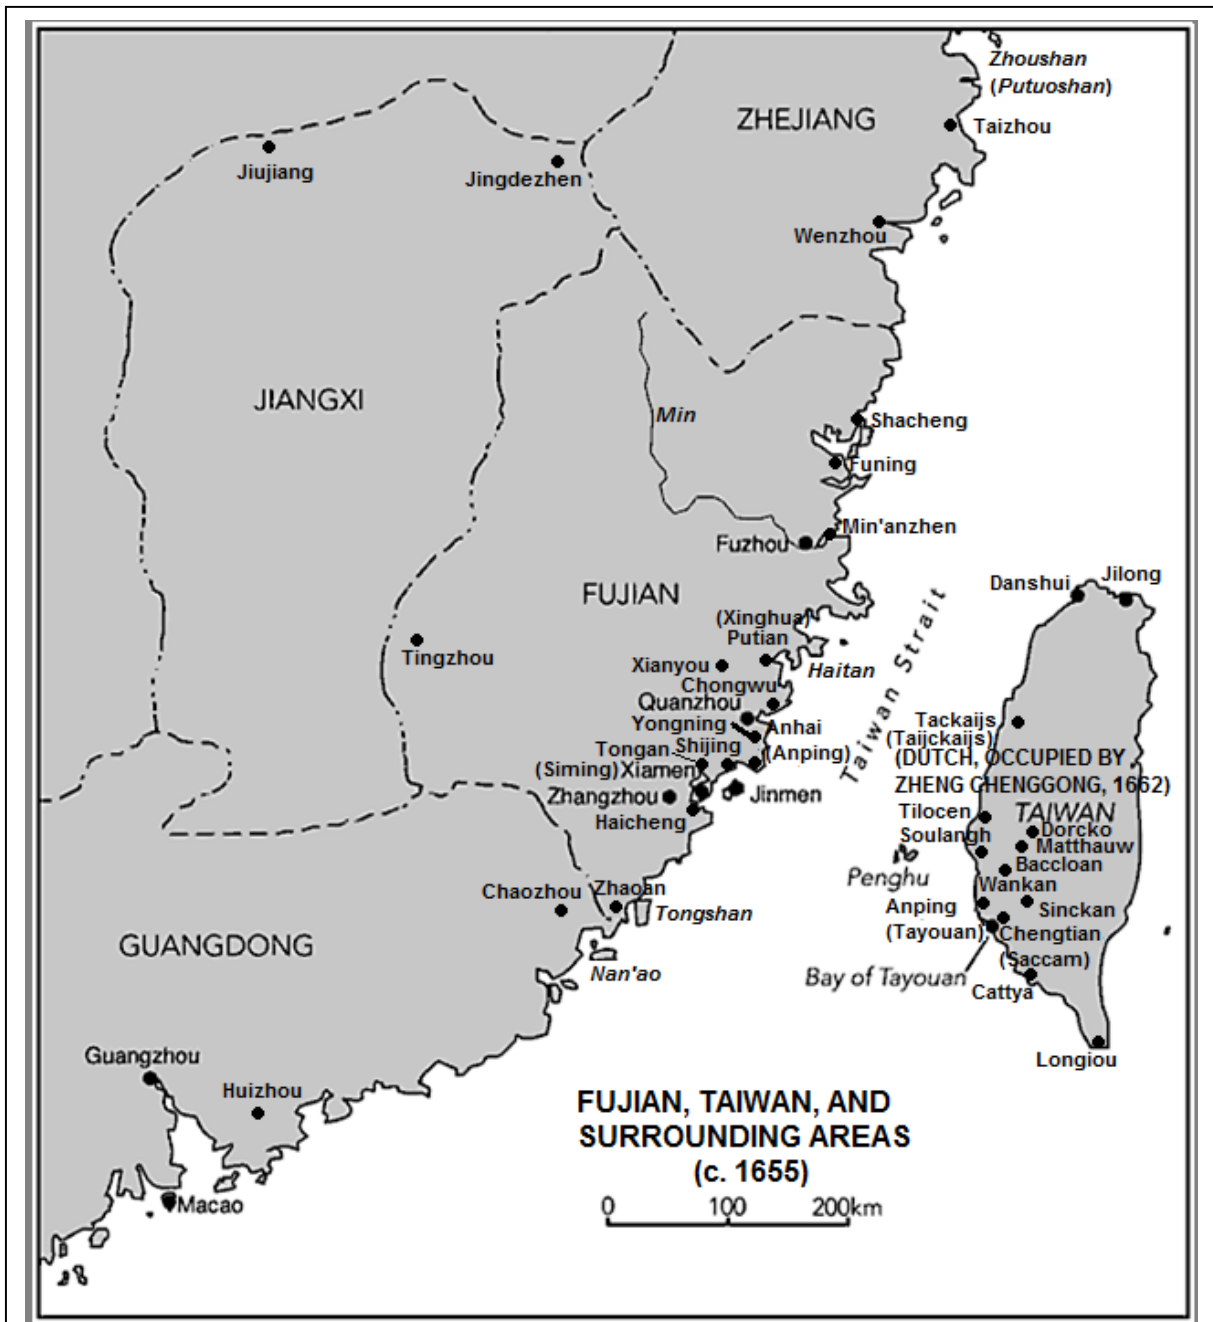 Zhoushan
(Putuoshan)
ZHEJIANG
Taizhou
Jiujiang
Jingdezhen
Wenzhou
JIANGXI
Min
Shacheng
Funing
Min'anzhen
Fuzhou
Danshui
Jilong
FUJIAN
(Xinghua)
Putian
Tingzhou
Xianyou
Haitan
Taiwan Strait
Chongwu
Quanzhou
Yongning
Anhai
(Anping)
Tongan
Shijing
(Siming)
Xiamen
Zhangzhou
Jinmen
Haicheng
Tackaijs
(Taijckaijs)
(DUTCH, OCCUPIED BY
ZHENG CHENGGONG, 1662)
TAIWAN
Tilocen
Dorcko
Soulangh
Matthauw
Baccloan
Penghu
Wankan
Chaozhou
Zhaoan
Tongshan
Anping
(Tayouan)
Sinckan
Chengtian
(Saccam)
GUANGDONG
Nan'ao
Bay of Tayouan
Cattya
Longiou
Guangzhou
Huizhou
Macao
FUJIAN, TAIWAN, AND
SURROUNDING AREAS
(c. 1655)
0 100 200km